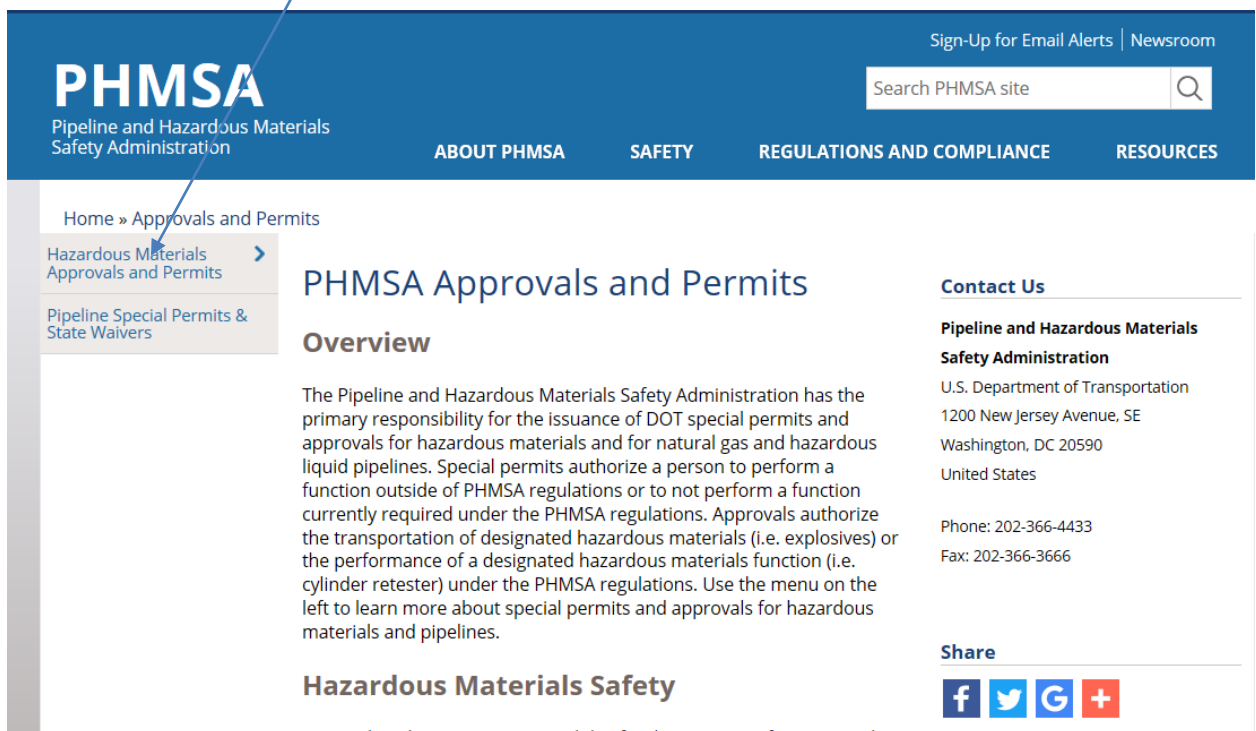 Sign-Up for Email Alerts | Newsroom
PHMSA
Pipeline and Hazardous Materials
Safety Administration
Search PHMSA site
ABOUT PHMSA SAFETY REGULATIONS AND COMPLIANCE RESOURCES
Home » Approvals and Permits
Hazardous Materials
Approvals and Permits
Pipeline Special Permits &
State Waivers
PHMSA Approvals and Permits
Overview
The Pipeline and Hazardous Materials Safety Administration has the
primary responsibility for the issuance of DOT special permits and
approvals for hazardous materials and for natural gas and hazardous
liquid pipelines. Special permits authorize a person to perform a
function outside of PHMSA regulations or to not perform a function
currently required under the PHMSA regulations. Approvals authorize
the transportation of designated hazardous materials (i.e. explosives) or
the performance of a designated hazardous materials function (i.e.
cylinder retester) under the PHMSA regulations. Use the menu on the
left to learn more about special permits and approvals for hazardous
materials and pipelines.
Hazardous Materials Safety
Contact Us
Pipeline and Hazardous Materials
Safety Administration
U.S. Department of Transportation
1200 New Jersey Avenue, SE
Washington, DC 20590
United States
Phone: 202-366-4433
Fax: 202-366-3666
Share